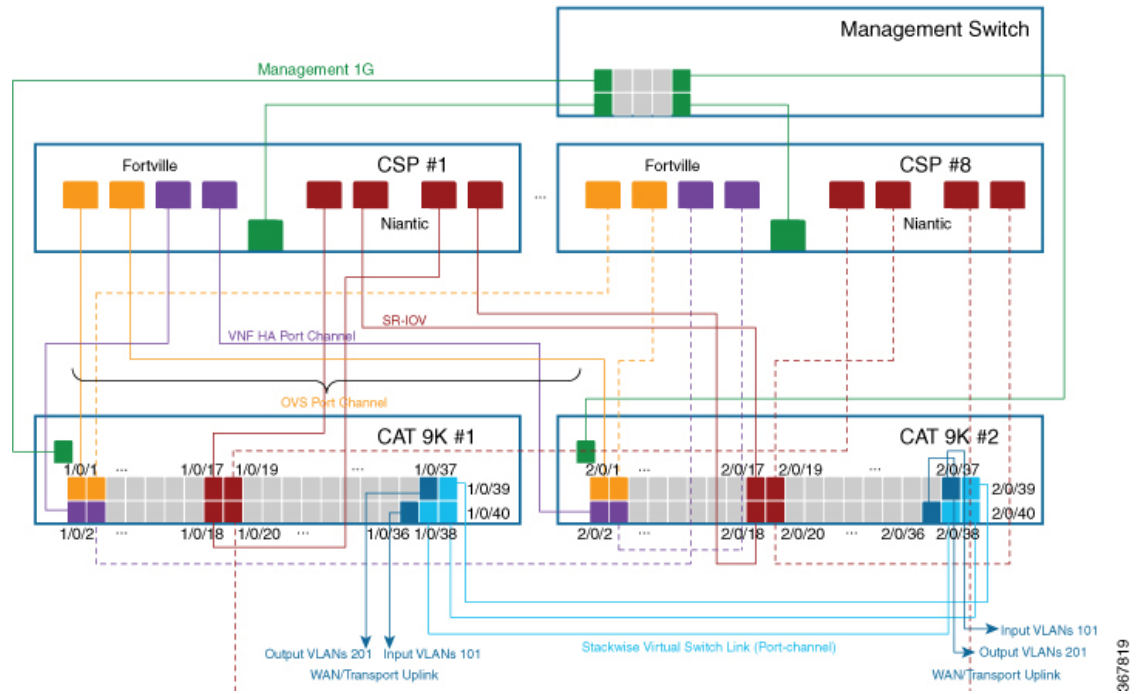 Management Switch
Management 1G
Fortville
CSP #1
Niantic
...
Fortville
CSP #8
Niantic
SR-IOV
VNF HA Port Channel
OVS Port Channel
CAT 9K #1
1/0/1 ... 1/0/17 1/0/19 ... 1/0/37
1/0/39
1/0/40
1/0/2 ... 1/0/18 1/0/20 ... 1/0/36 1/0/38
CAT 9K #2
2/0/1 ... 2/0/17 2/0/19 ... 2/0/37
2/0/39
2/0/40
2/0/2 ... 2/0/18 2/0/20 ... 2/0/36 2/0/38
Output VLANs 201 Input VLANs 101
WAN/Transport Uplink
Stackwise Virtual Switch Link (Port-channel)
Input VLANs 101
Output VLANs 201
WAN/Transport Uplink
367819